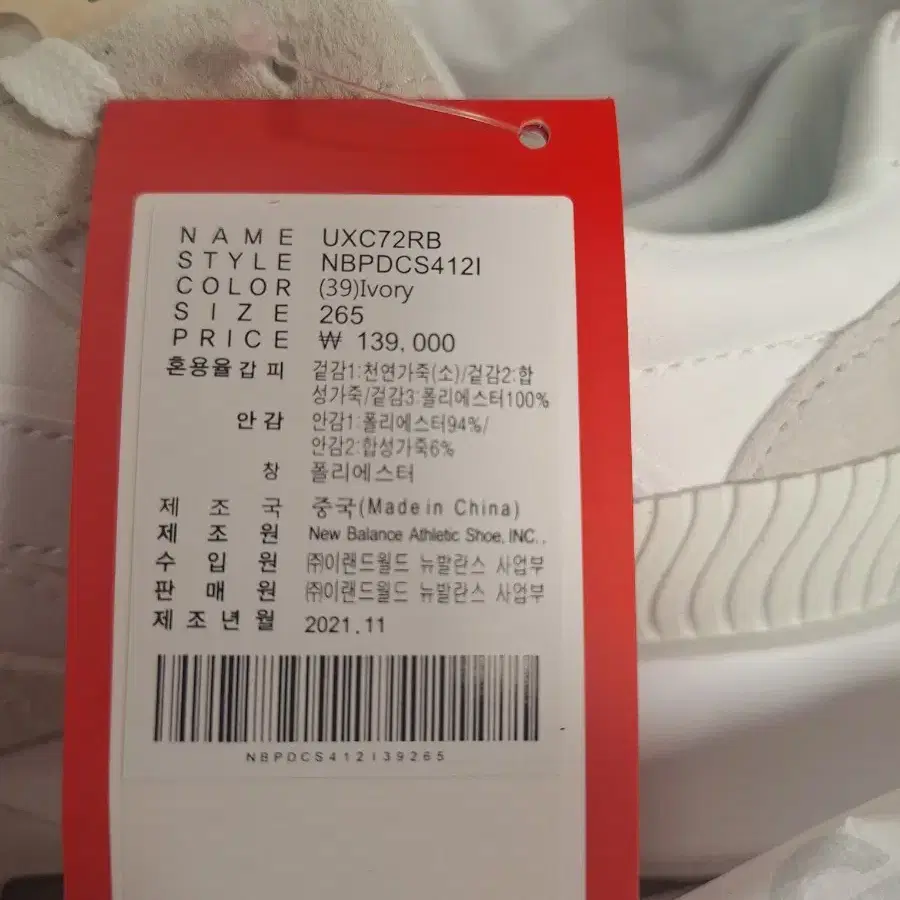 NAME UXC72RB
STYLE NBPDCS412I
COLOR (39)Ivory
SIZE 265
PRICE ₩ 139,000
혼용율갑피 겉감1:천연가죽(소)/겉감2:합
성가죽/겉감3:폴리에스터100%
안감 안감1:폴리에스터94%/
안감2:합성가죽6%
창 폴리에스터
제조국 중국(Made in China)
제조원 New Balance Athletic Shoe, INC.,
수입원 ㈜이랜드월드 뉴발란스 사업부
판매원 ㈜이랜드월드 뉴발란스 사업부
제조년월 2021.11
NBPDCS412I39265